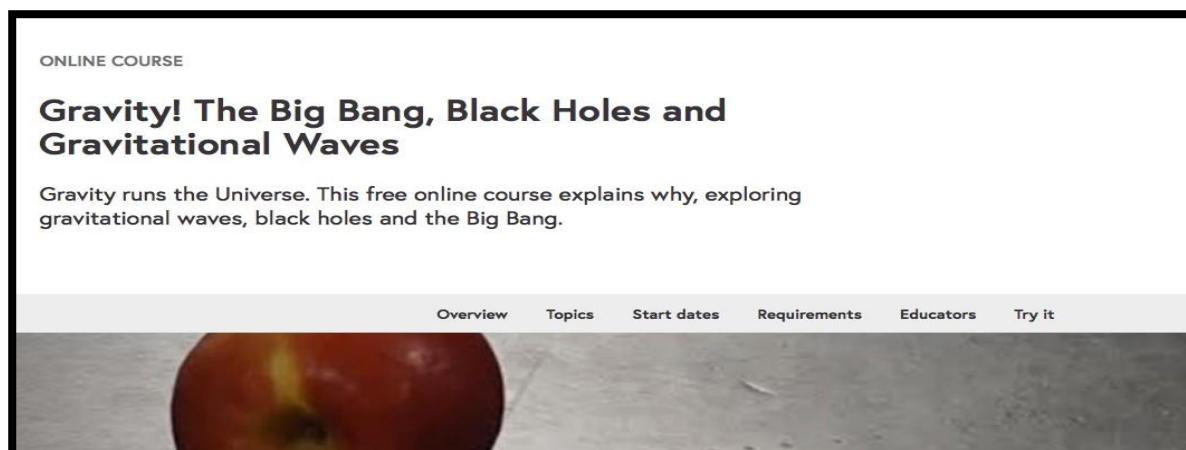 ONLINE COURSE
Gravity! The Big Bang, Black Holes and
Gravitational Waves
Gravity runs the Universe. This free online course explains why, exploring
gravitational waves, black holes and the Big Bang.
Overview Topics Start dates Requirements Educators Try it